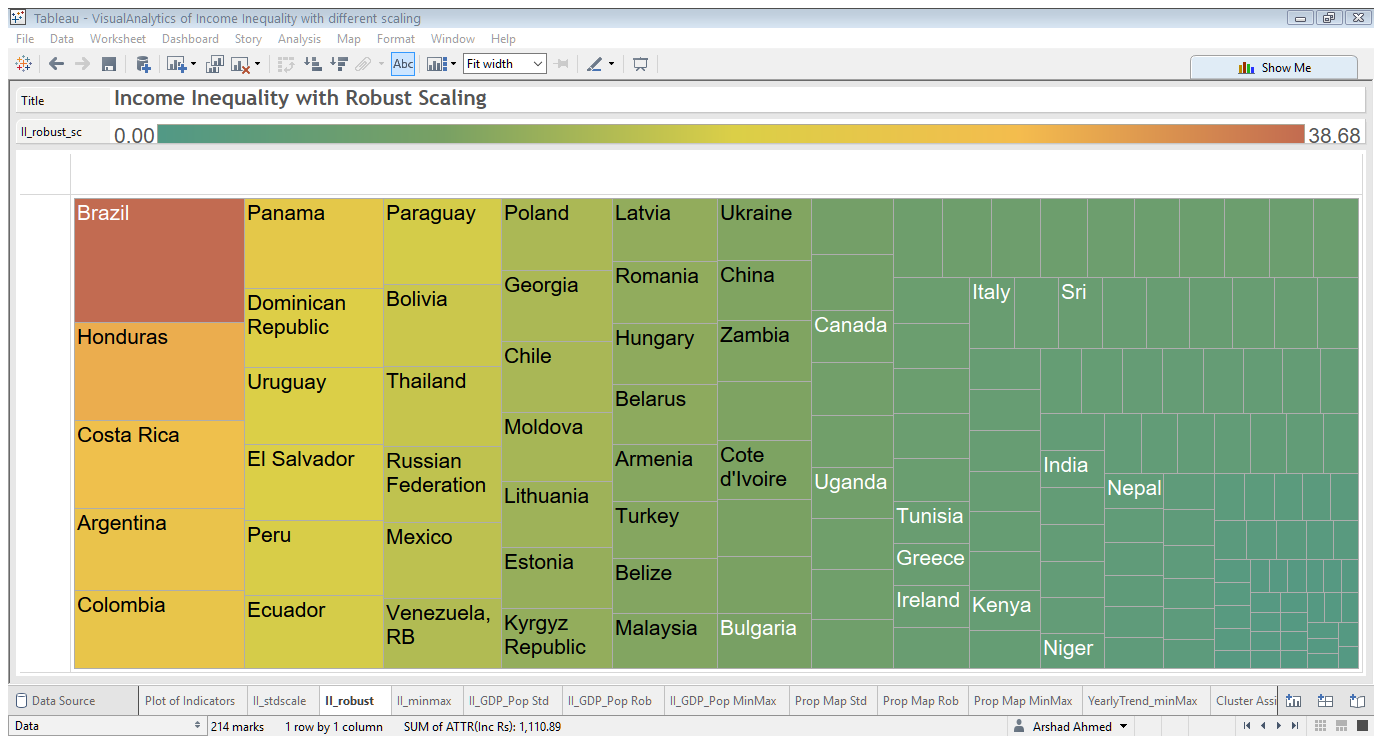 Tableau - VisualAnalytics of Income Inequality with different scaling
File Data Worksheet Dashboard Story Analysis Map Format Window Help
Abc Fit width Show Me
Title Income Inequality with Robust Scaling
II_robust_sc 0.00 38.68
Brazil
Honduras
Costa Rica
Argentina
Colombia
Panama
Dominican
Republic
Uruguay
El Salvador
Peru
Ecuador
Paraguay
Bolivia
Thailand
Russian
Federation
Mexico
Venezuela,
RB
Poland
Georgia
Chile
Moldova
Lithuania
Estonia
Kyrgyz
Republic
Latvia
Romania
Hungary
Belarus
Armenia
Turkey
Belize
Malaysia
Ukraine
China
Zambia
Cote
d'Ivoire
Bulgaria
Canada
Uganda
Tunisia
Greece
Ireland
Italy
Kenya
Sri
India
Niger
Nepal
Data Source Plot of Indicators II_stdscale II_robust II_minmax II_GDP_Pop Std II_GDP_Pop Rob II_GDP_Pop MinMax Prop Map Std Prop Map Rob Prop Map MinMax YearlyTrend_minMax Cluster Assi
Data 214 marks 1 row by 1 column SUM of ATTR(Inc Rs): 1,110.89 Arshad Ahmed